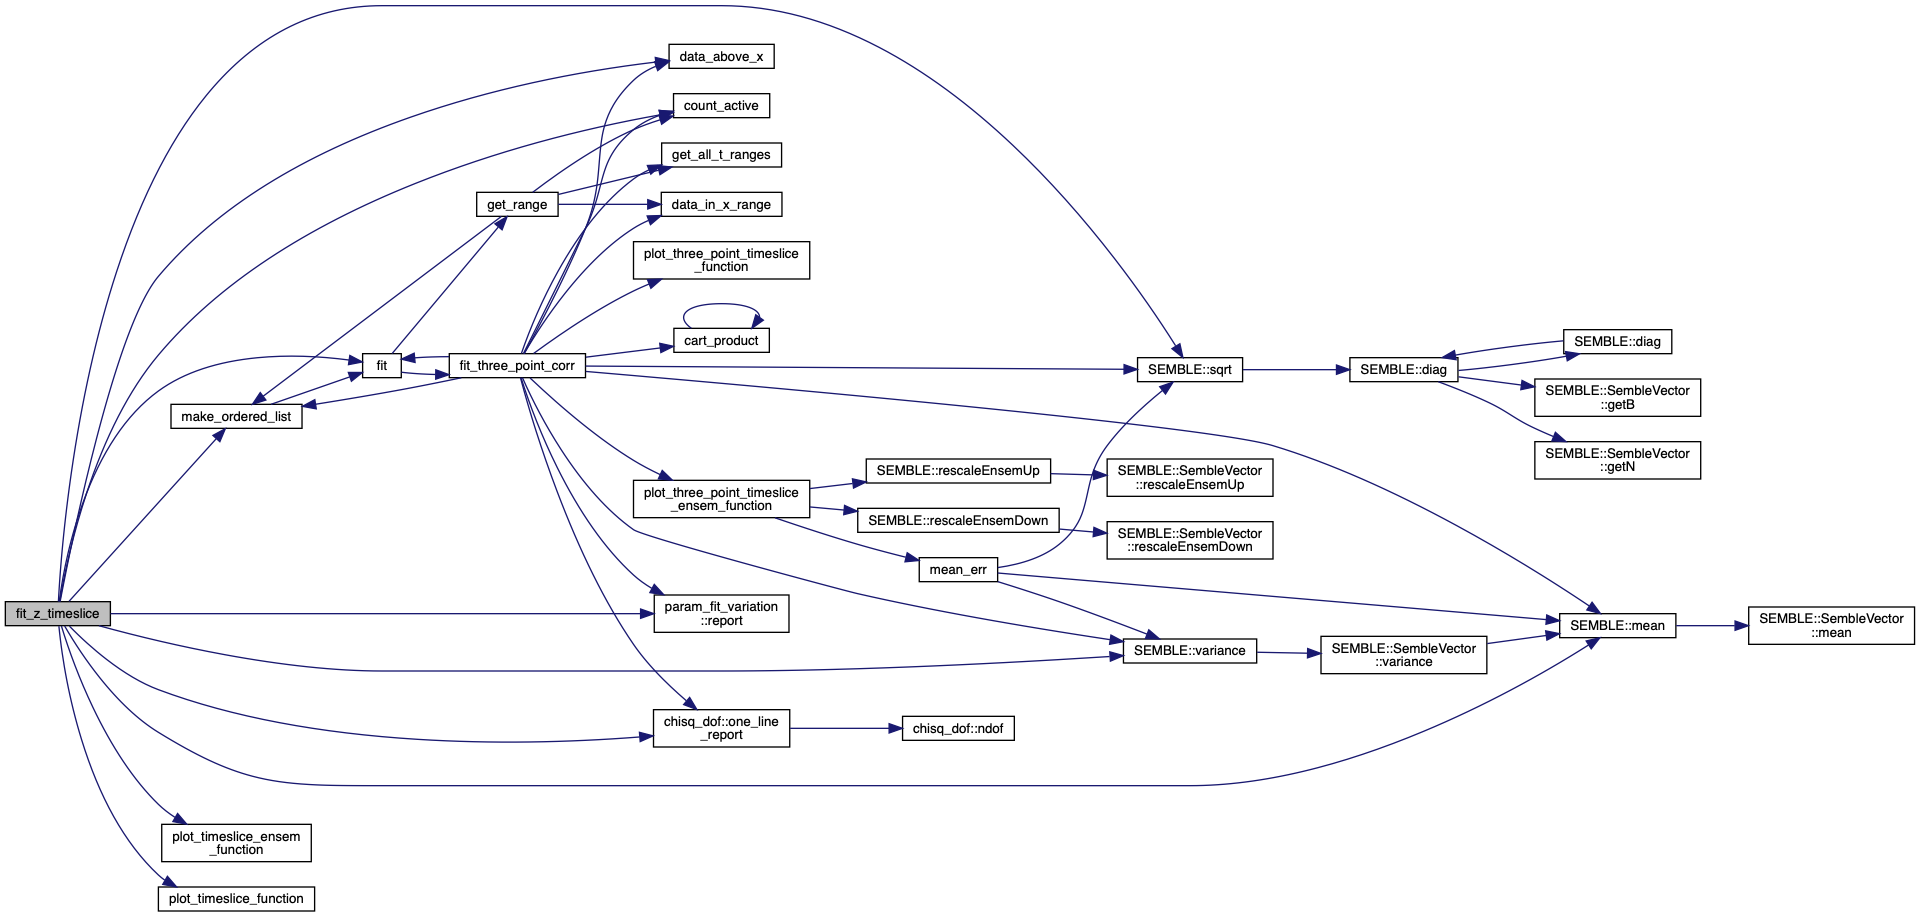 data_above_x
count_active
get_all_t_ranges
get_range
data_in_x_range
plot_three_point_timeslice
_function
cart_product
fit
fit_three_point_corr
make_ordered_list
SEMBLE::sqrt
SEMBLE::diag
SEMBLE::diag
SEMBLE::SembleVector
::getB
SEMBLE::SembleVector
::getN
plot_three_point_timeslice
_ensem_function
SEMBLE::rescaleEnsemUp
SEMBLE::SembleVector
::rescaleEnsemUp
SEMBLE::rescaleEnsemDown
SEMBLE::SembleVector
::rescaleEnsemDown
mean_err
fit_z_timeslice
param_fit_variation
::report
SEMBLE::variance
SEMBLE::SembleVector
::variance
SEMBLE::mean
SEMBLE::SembleVector
::mean
chisq_dof::one_line
_report
chisq_dof::ndof
plot_timeslice_ensem
_function
plot_timeslice_function